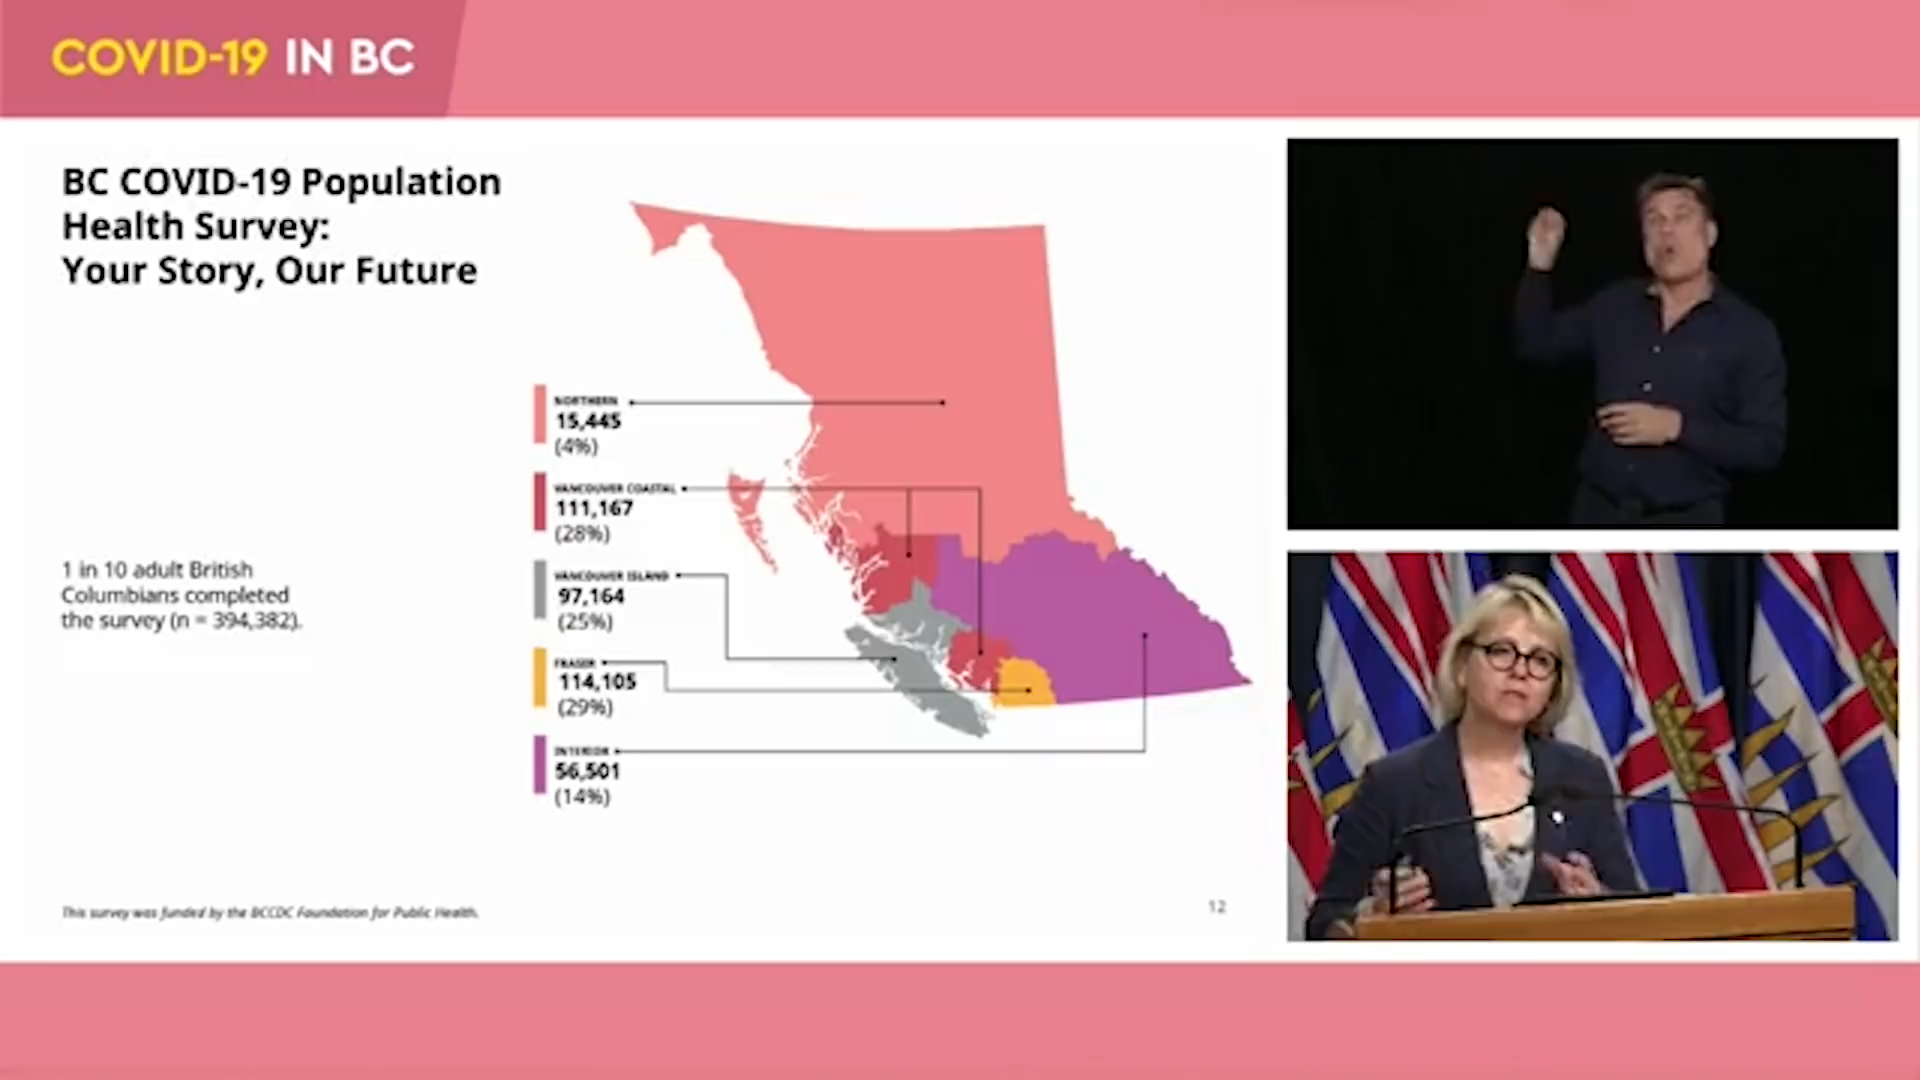 COVID-19 IN BC
BC COVID-19 Population
Health Survey:
Your Story, Our Future
NORTHERN
15,445
(4%)
VANCOUVER COASTAL
111,167
(28%)
VANCOUVER ISLAND
97,164
(25%)
FRASER
114,105
(29%)
INTERIOR
56,501
(14%)
1 in 10 adult British
Columbians completed
the survey (n = 394,382).
This survey was funded by the BCCDC Foundation for Public Health.
12